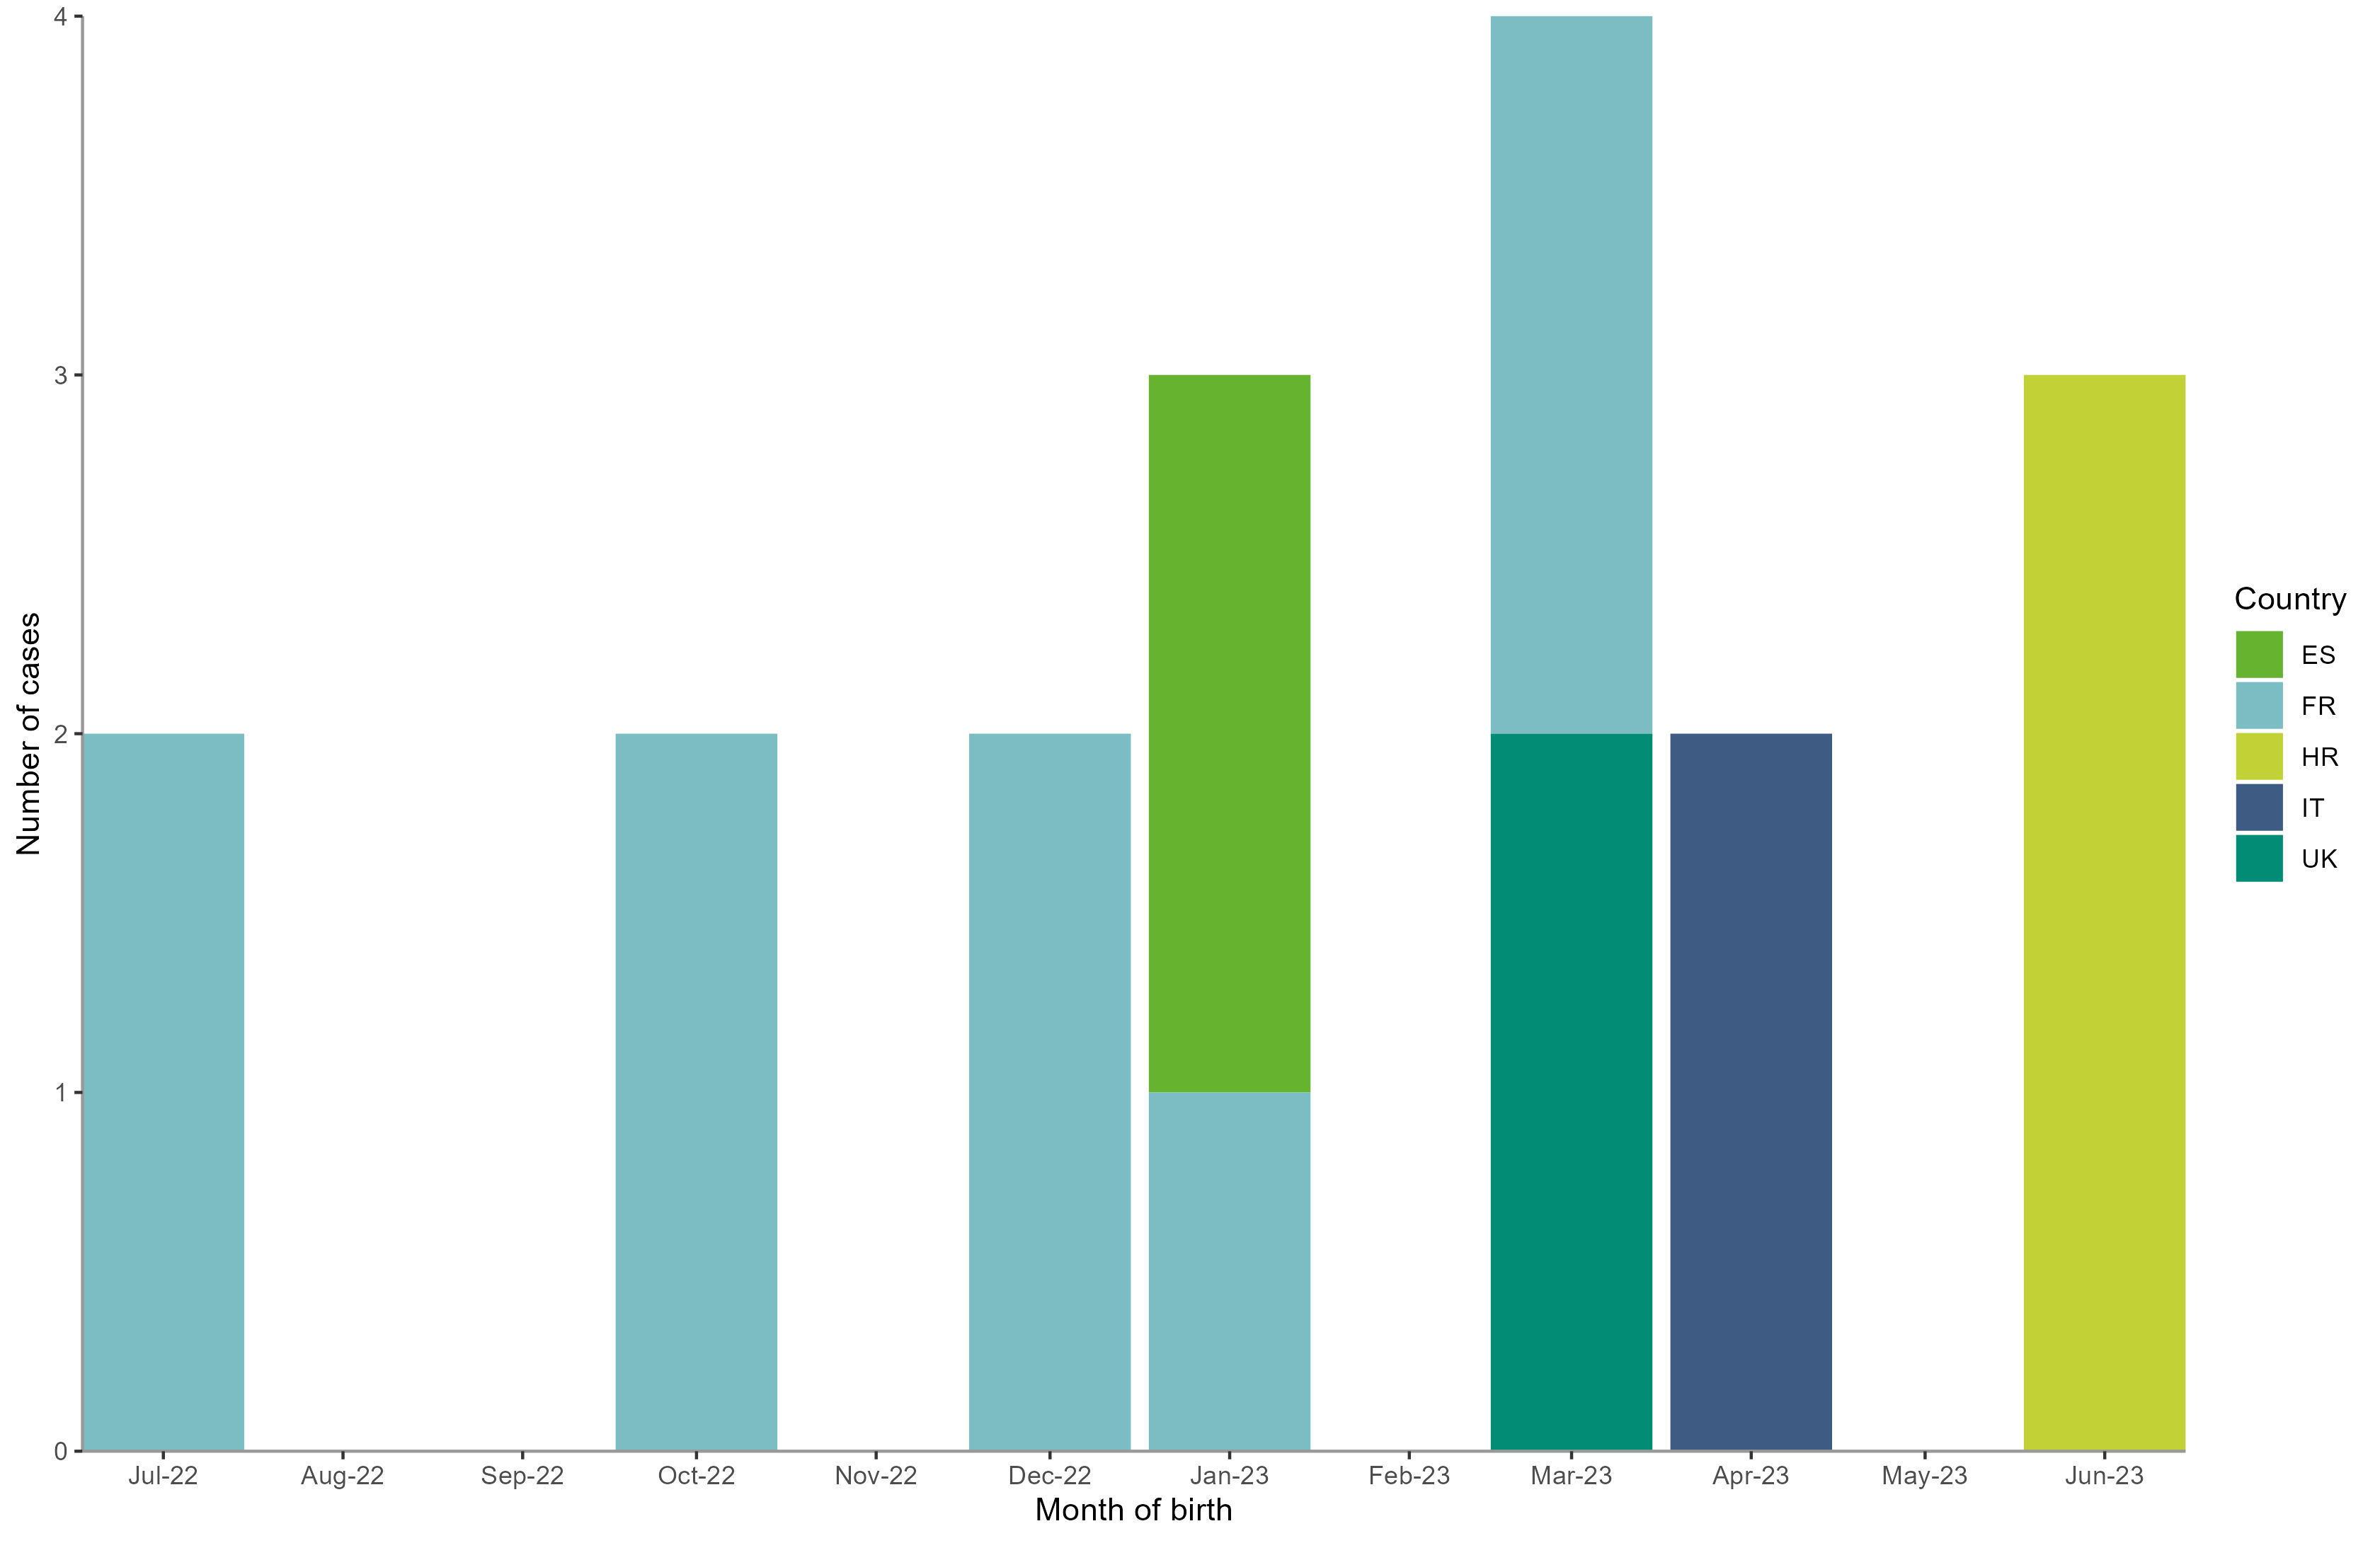 4
3
2
1
0
Number of cases
Jul-22 Aug-22 Sep-22 Oct-22 Nov-22 Dec-22 Jan-23 Feb-23 Mar-23 Apr-23 May-23 Jun-23
Month of birth
Country
ES
FR
HR
IT
UK